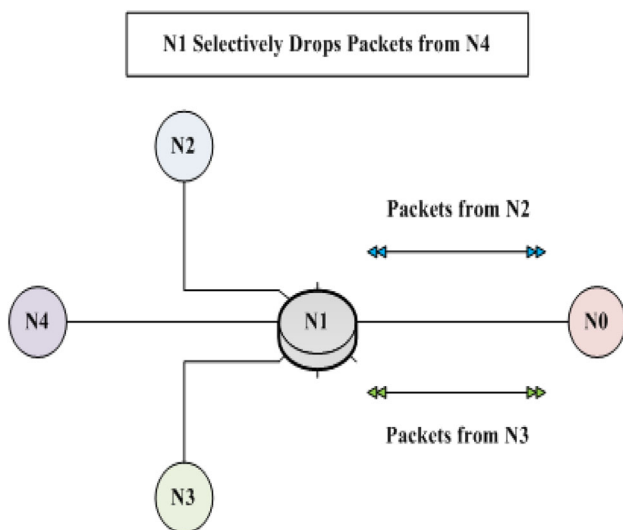 N1 Selectively Drops Packets from N4
N2
Packets from N2
N4
N1
N0
Packets from N3
N3